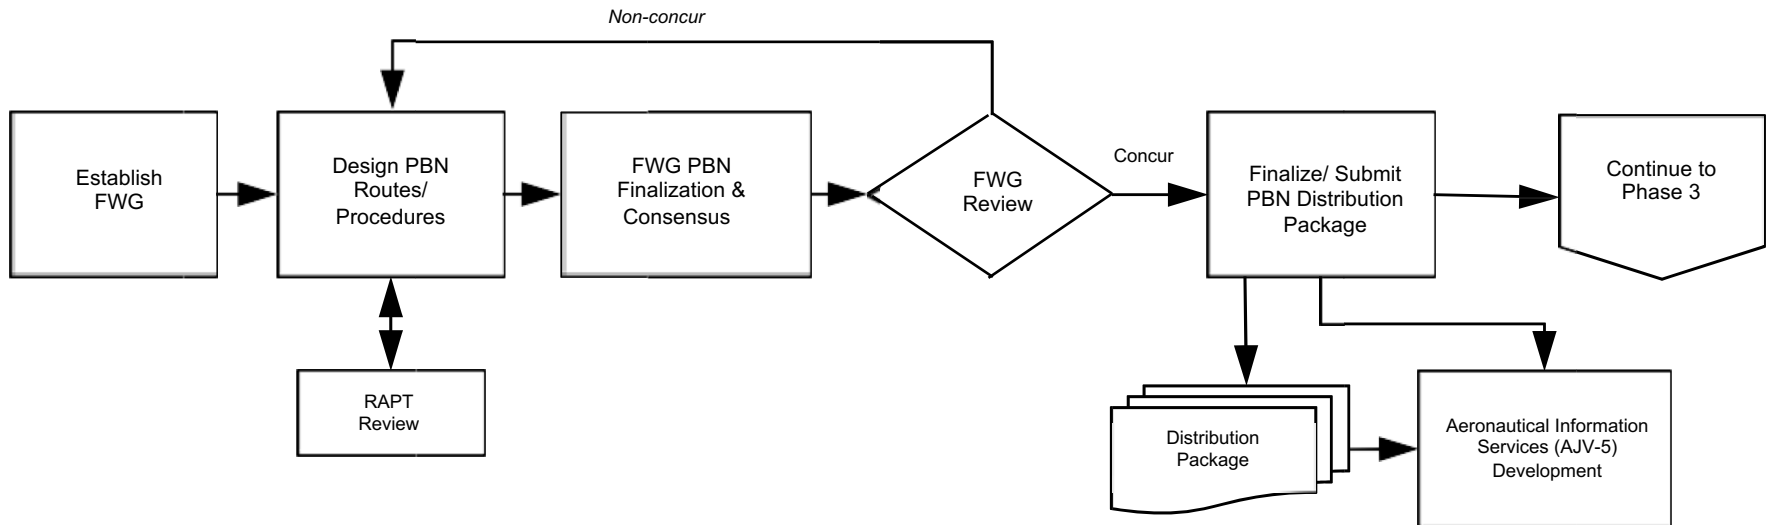 Non-concur
Establish
FWG
Design PBN
Routes/
Procedures
FWG PBN
Finalization &
Consensus
FWG
Review
Concur
Finalize/ Submit
PBN Distribution
Package
Continue to
Phase 3
RAPT
Review
Distribution
Package
Aeronautical Information
Services (AJV-5)
Development